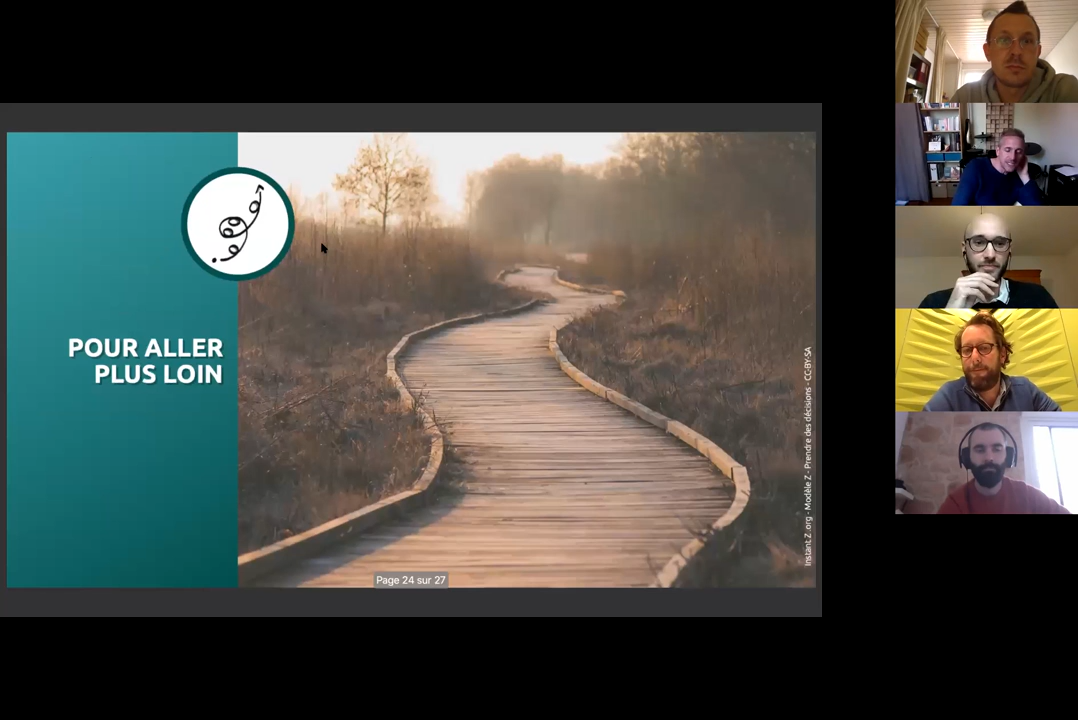 POUR ALLER
PLUS LOIN
Instant Z .org - Modèle Z - Prendre des décisions - CC-BY-SA
Page 24 sur 27